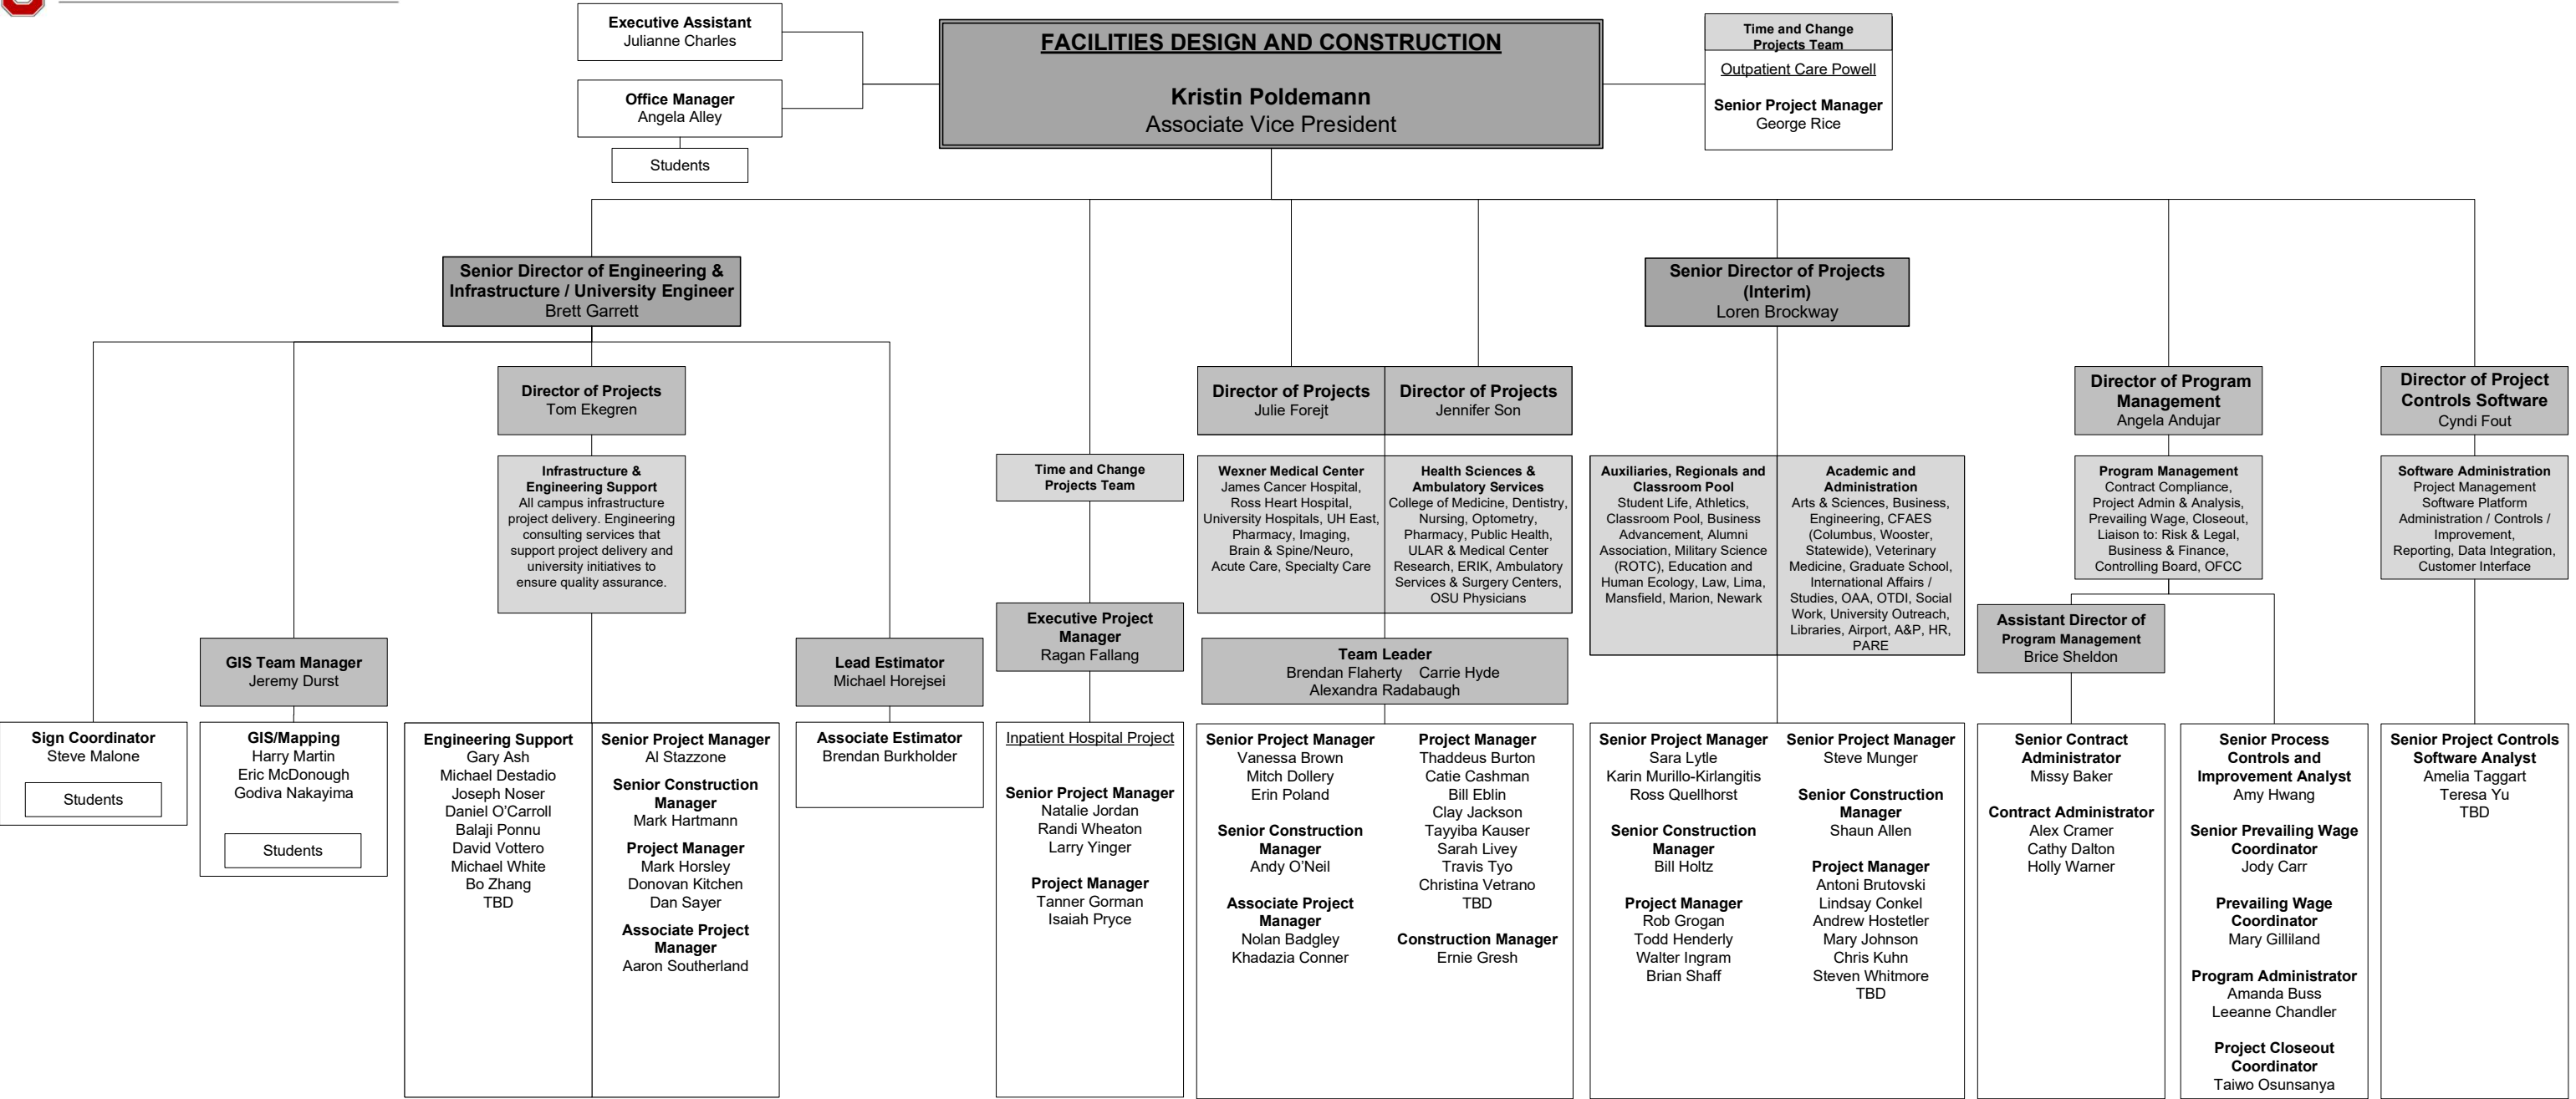 Executive Assistant
Julianne Charles
Office Manager
Angela Alley
Students
FACILITIES DESIGN AND CONSTRUCTION
Kristin Poldemann
Associate Vice President
Time and Change
Projects Team
Outpatient Care Powell
Senior Project Manager
George Rice
Senior Director of Engineering &
Infrastructure / University Engineer
Brett Garrett
Senior Director of Projects
(Interim)
Loren Brockway
Director of Projects
Tom Ekegren
Director of Projects
Julie Forejt
Director of Projects
Jennifer Son
Director of Program
Management
Angela Andujar
Director of Project
Controls Software
Cyndi Fout
Infrastructure &
Engineering Support
All campus infrastructure
project delivery. Engineering
consulting services that
support project delivery and
university initiatives to
ensure quality assurance.
Time and Change
Projects Team
Wexner Medical Center
James Cancer Hospital,
Ross Heart Hospital,
University Hospitals, UH East,
Pharmacy, Imaging,
Brain & Spine/Neuro,
Acute Care, Specialty Care
Health Sciences &
Ambulatory Services
College of Medicine, Dentistry,
Nursing, Optometry,
Pharmacy, Public Health,
ULAR & Medical Center
Research, ERIK, Ambulatory
Services & Surgery Centers,
OSU Physicians
Auxiliaries, Regionals and
Classroom Pool
Student Life, Athletics,
Classroom Pool, Business
Advancement, Alumni
Association, Military Science
(ROTC), Education and
Human Ecology, Law, Lima,
Mansfield, Marion, Newark
Academic and
Administration
Arts & Sciences, Business,
Engineering, CFAES
(Columbus, Wooster,
Statewide), Veterinary
Medicine, Graduate School,
International Affairs /
Studies, OAA, OTDI, Social
Work, University Outreach,
Libraries, Airport, A&P, HR,
PARE
Program Management
Contract Compliance,
Project Admin & Analysis,
Prevailing Wage, Closeout,
Liaison to: Risk & Legal,
Business & Finance,
Controlling Board, OFCC
Software Administration
Project Management
Software Platform
Administration / Controls /
Improvement,
Reporting, Data Integration,
Customer Interface
GIS Team Manager
Jeremy Durst
Lead Estimator
Michael Horejsei
Executive Project
Manager
Ragan Fallang
Team Leader
Brendan Flaherty Carrie Hyde
Alexandra Radabaugh
Assistant Director of
Program Management
Brice Sheldon
Sign Coordinator
Steve Malone
Students
GIS/Mapping
Harry Martin
Eric McDonough
Godiva Nakayima
Students
Engineering Support
Gary Ash
Michael Destadio
Joseph Noser
Daniel O’Carroll
Balaji Ponnu
David Vottero
Michael White
Bo Zhang
TBD
Senior Project Manager
Al Stazzone
Senior Construction
Manager
Mark Hartmann
Project Manager
Mark Horsley
Donovan Kitchen
Dan Sayer
Associate Project
Manager
Aaron Southerland
Associate Estimator
Brendan Burkholder
Inpatient Hospital Project
Senior Project Manager
Natalie Jordan
Randi Wheaton
Larry Yinger
Project Manager
Tanner Gorman
Isaiah Pryce
Senior Project Manager
Vanessa Brown
Mitch Dollery
Erin Poland
Senior Construction
Manager
Andy O’Neil
Associate Project
Manager
Nolan Badgley
Khadazia Conner
Project Manager
Thaddeus Burton
Catie Cashman
Bill Eblin
Clay Jackson
Tayyiba Kauser
Sarah Livey
Travis Tyo
Christina Vetrano
TBD
Construction Manager
Ernie Gresh
Senior Project Manager
Sara Lytle
Karin Murillo-Kirlangitis
Ross Quellhorst
Senior Construction
Manager
Bill Holtz
Project Manager
Rob Grogan
Todd Henderly
Walter Ingram
Brian Shaff
Senior Project Manager
Steve Munger
Senior Construction
Manager
Shaun Allen
Project Manager
Antoni Brutovski
Lindsay Conkel
Andrew Hostetler
Mary Johnson
Chris Kuhn
Steven Whitmore
TBD
Senior Contract
Administrator
Missy Baker
Contract Administrator
Alex Cramer
Cathy Dalton
Holly Warner
Senior Process
Controls and
Improvement Analyst
Amy Hwang
Senior Prevailing Wage
Coordinator
Jody Carr
Prevailing Wage
Coordinator
Mary Gilliland
Program Administrator
Amanda Buss
Leeanne Chandler
Project Closeout
Coordinator
Taiwo Osunsanya
Senior Project Controls
Software Analyst
Amelia Taggart
Teresa Yu
TBD